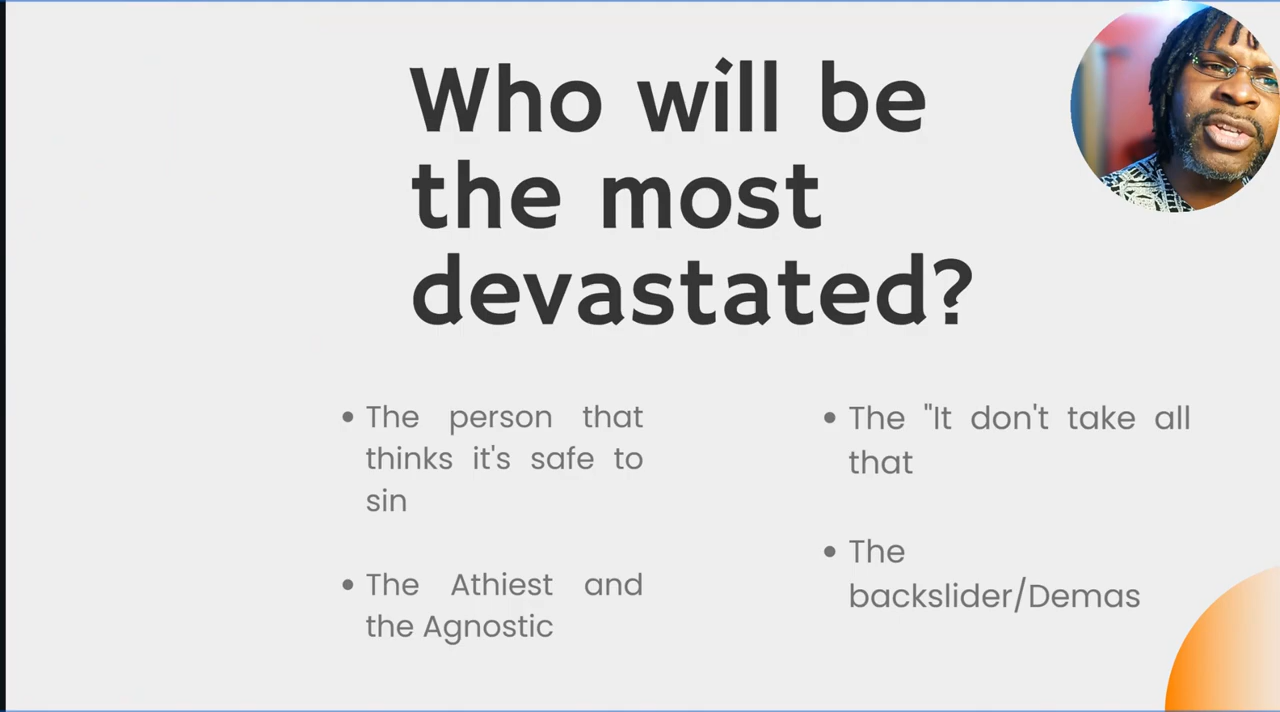 Who will be
the most
devastated?
The person that
thinks it's safe to
sin
The Athiest and
the Agnostic
The "It don't take all
that
The
backslider/Demas